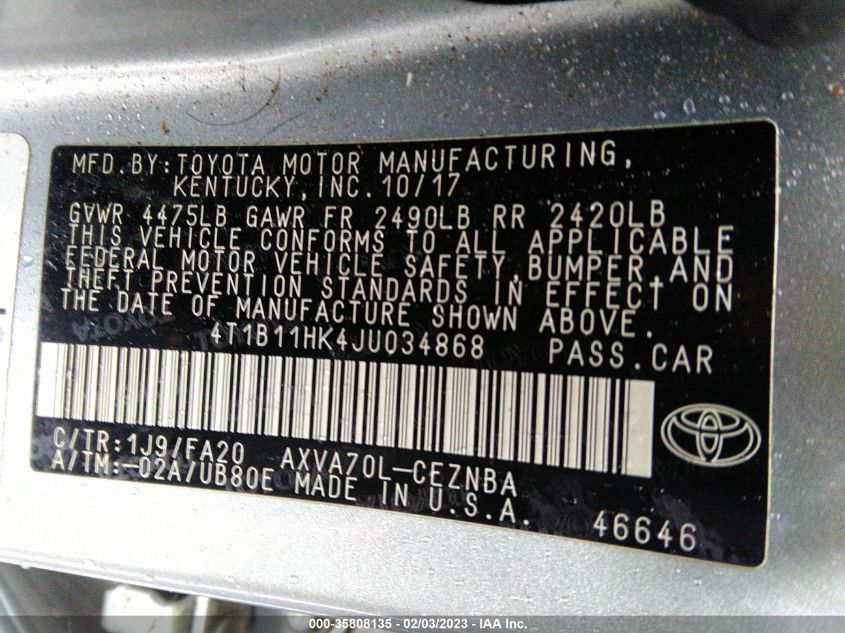 MFD.BY:TOYOTA MOTOR MANUFACTURING,
KENTUCKY,INC.10/17
GVWR 4475LB GAWR FR 2490LB RR 2420LB
THIS VEHICLE CONFORMS TO ALL APPLICABLE
FEDERAL MOTOR VEHICLE SAFETY,BUMPER,AND
THEFT PREVENTION STANDARDS IN EFFECT ON
THE DATE OF MANUFACTURE SHOWN ABOVE.
4T1B11HK4JU034868 PASS.CAR
C/TR:1J9/FA20 AXVA70L-CEZNBA
A/TM:-02A/UB80E MADE IN U.S.A. 46646
000-35808135 - 02/03/2023 - IAA Inc.